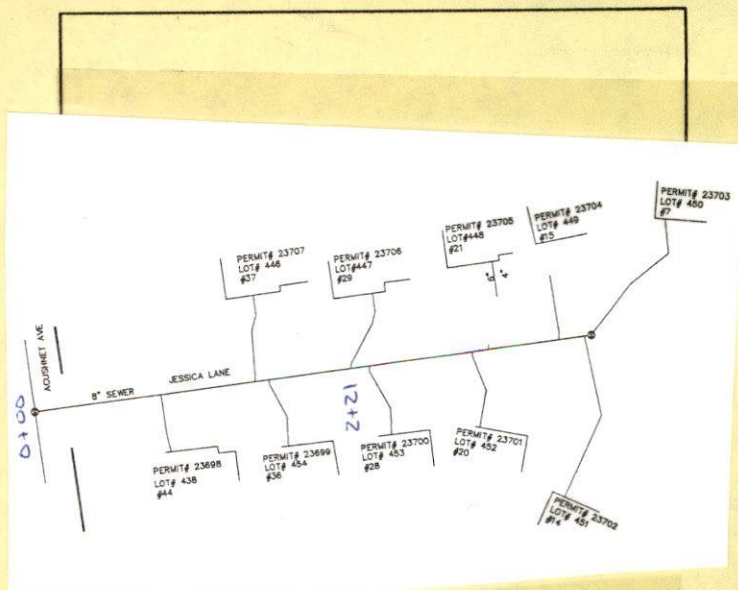 PERMIT# 23703
LOT# 450
#7
PERMIT# 23704
LOT# 449
#15
PERMIT# 23705
LOT#448
#21
6"
4"
PERMIT# 23706
LOT#447
#29
PERMIT# 23707
LOT# 446
#37
ACUSHNET AVE
8" SEWER
JESSICA LANE
0+00
2+21
PERMIT# 23698
LOT# 438
#44
PERMIT# 23699
LOT# 454
#36
PERMIT# 23700
LOT# 453
#28
PERMIT# 23701
LOT# 452
#20
PERMIT# 23702
LOT# 451
#14